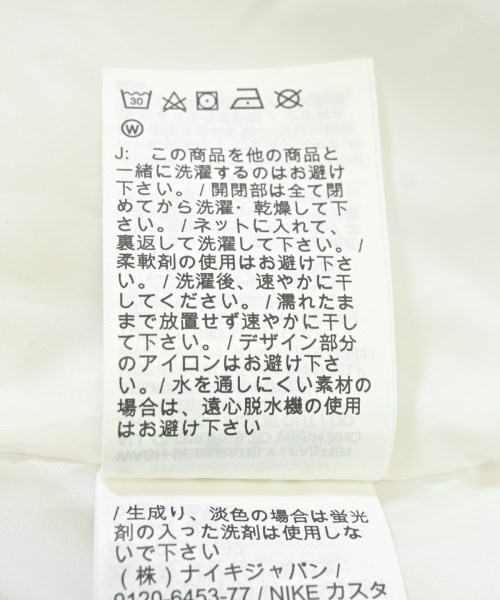 30
W
J: この商品を他の商品と
一緒に洗濯するのはお避け
下さい。/ 開閉部は全て閉
めてから洗濯・乾燥して下
さい。/ ネットに入れて、
裏返して洗濯して下さい。/
柔軟剤の使用はお避け下さ
い。/ 洗濯後、速やかに干
してください。/ 濡れたま
まで放置せず速やかに干し
て下さい。/ デザイン部分
のアイロンはお避け下さ
い。/ 水を通しにくい素材の
場合は、遠心脱水機の使用
はお避け下さい
/ 生成り、淡色の場合は蛍光
剤の入った洗剤は使用しな
いで下さい
(株) ナイキジャパン /
0120-6453-77 / NIKE カスタ